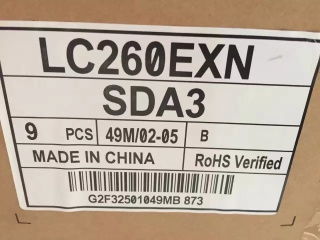 LC260EXN
SDA3
9 PCS 49M/02-05 B
MADE IN CHINA RoHS Verified
G2F32501049MB 873